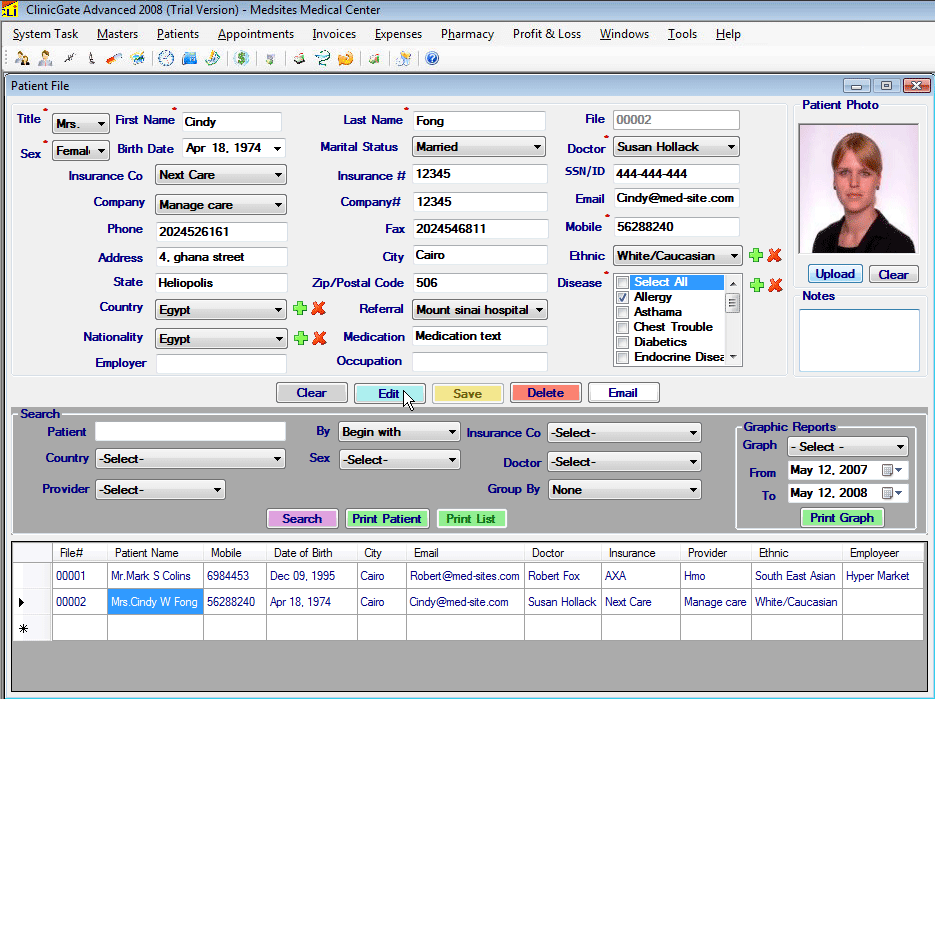 ClinicGate Advanced 2008 (Trial Version) - Medsites Medical Center
System Task Masters Patients Appointments Invoices Expenses Pharmacy Profit & Loss Windows Tools Help
Patient File
Title * Mrs. First Name * Cindy Last Name * Fong File 00002 Patient Photo
Sex * Femal Birth Date Apr 18, 1974 Marital Status Married Doctor * Susan Hollack
Insurance Co Next Care Insurance # 12345 SSN/ID 444-444-444
Company Manage care Company# 12345 Email Cindy@med-site.com
Phone 2024526161 Fax 2024546811 Mobile * 56288240
Address 4, ghana street City Cairo Ethnic White/Caucasian
Upload Clear
State Heliopolis Zip/Postal Code 506 Disease * Select All
Notes
Country Egypt Referral Mount sinai hospital Allergy
Asthama
Chest Trouble
Nationality Egypt Medication Medication text Diabetics
Employer Occupation Endocrine Disea
Clear Edit Save Delete Email
Search
Patient By Begin with Insurance Co -Select- Graphic Reports
Graph - Select -
Country -Select- Sex -Select- Doctor -Select- From May 12, 2007
Provider -Select- Group By None To May 12, 2008
Search Print Patient Print List Print Graph
File# Patient Name Mobile Date of Birth City Email Doctor Insurance Provider Ethnic Employeer
00001 Mr.Mark S Colins 6984453 Dec 09, 1995 Cairo Robert@med-sites.com Robert Fox AXA Hmo South East Asian Hyper Market
00002 Mrs.Cindy W Fong 56288240 Apr 18, 1974 Cairo Cindy@med-site.com Susan Hollack Next Care Manage care White/Caucasian